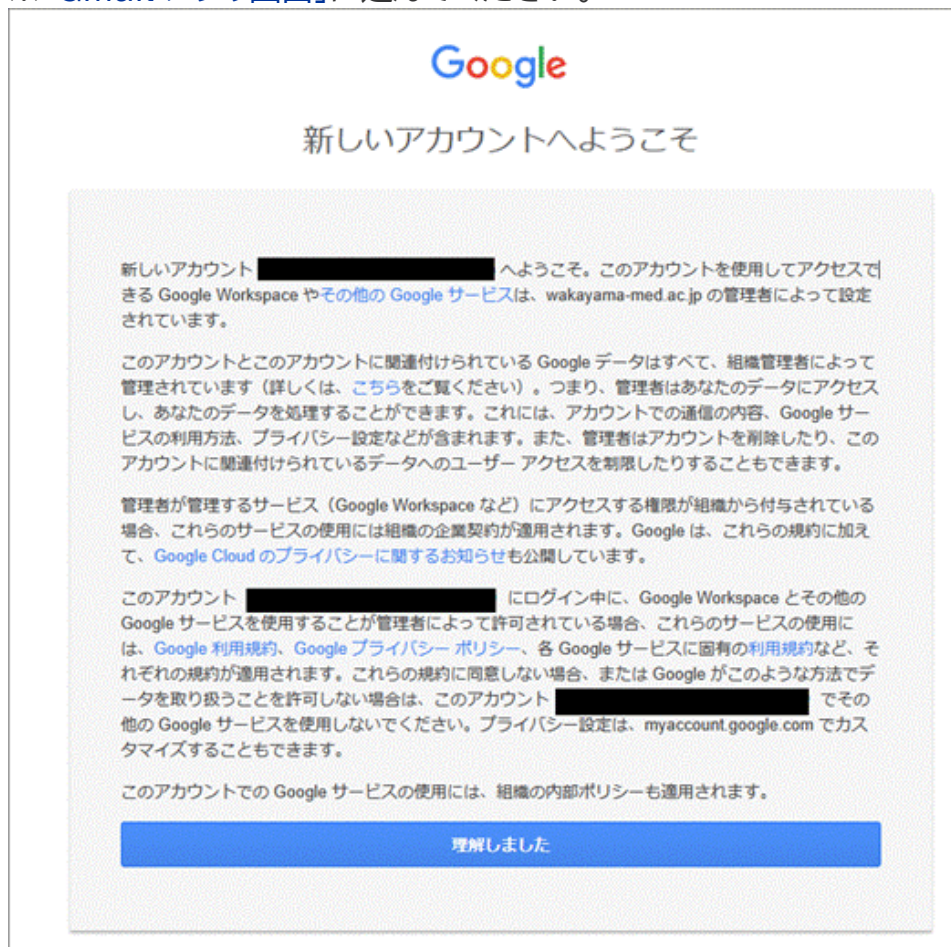 Google
新しいアカウントへようこそ
新しいアカウント へようこそ。このアカウントを使用してアクセスで
きる Google Workspace やその他の Google サービスは、wakayama-med.ac.jp の管理者によって設定
されています。
このアカウントとこのアカウントに関連付けられている Google データはすべて、組織管理者によって
管理されています（詳しくは、こちらをご覧ください）。つまり、管理者はあなたのデータにアクセス
し、あなたのデータを処理することができます。これには、アカウントでの通信の内容、Google サー
ビスの利用方法、プライバシー設定などが含まれます。また、管理者はアカウントを削除したり、この
アカウントに関連付けられているデータへのユーザー アクセスを制限したりすることもできます。
管理者が管理するサービス（Google Workspace など）にアクセスする権限が組織から付与されている
場合、これらのサービスの使用には組織の企業契約が適用されます。Google は、これらの規約に加え
て、Google Cloud のプライバシーに関するお知らせも公開しています。
このアカウント にログイン中に、Google Workspace とその他の
Google サービスを使用することが管理者によって許可されている場合、これらのサービスの使用に
は、Google 利用規約、Google プライバシー ポリシー、各 Google サービスに固有の利用規約など、そ
れぞれの規約が適用されます。これらの規約に同意しない場合、または Google がこのような方法でデ
ータを取り扱うことを許可しない場合は、このアカウント でその
他の Google サービスを使用しないでください。プライバシー設定は、myaccount.google.com でカス
タマイズすることもできます。
このアカウントでの Google サービスの使用には、組織の内部ポリシーも適用されます。
理解しました